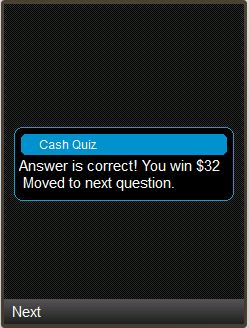 Cash Quiz
Answer is correct! You win $32
Moved to next question.
Next